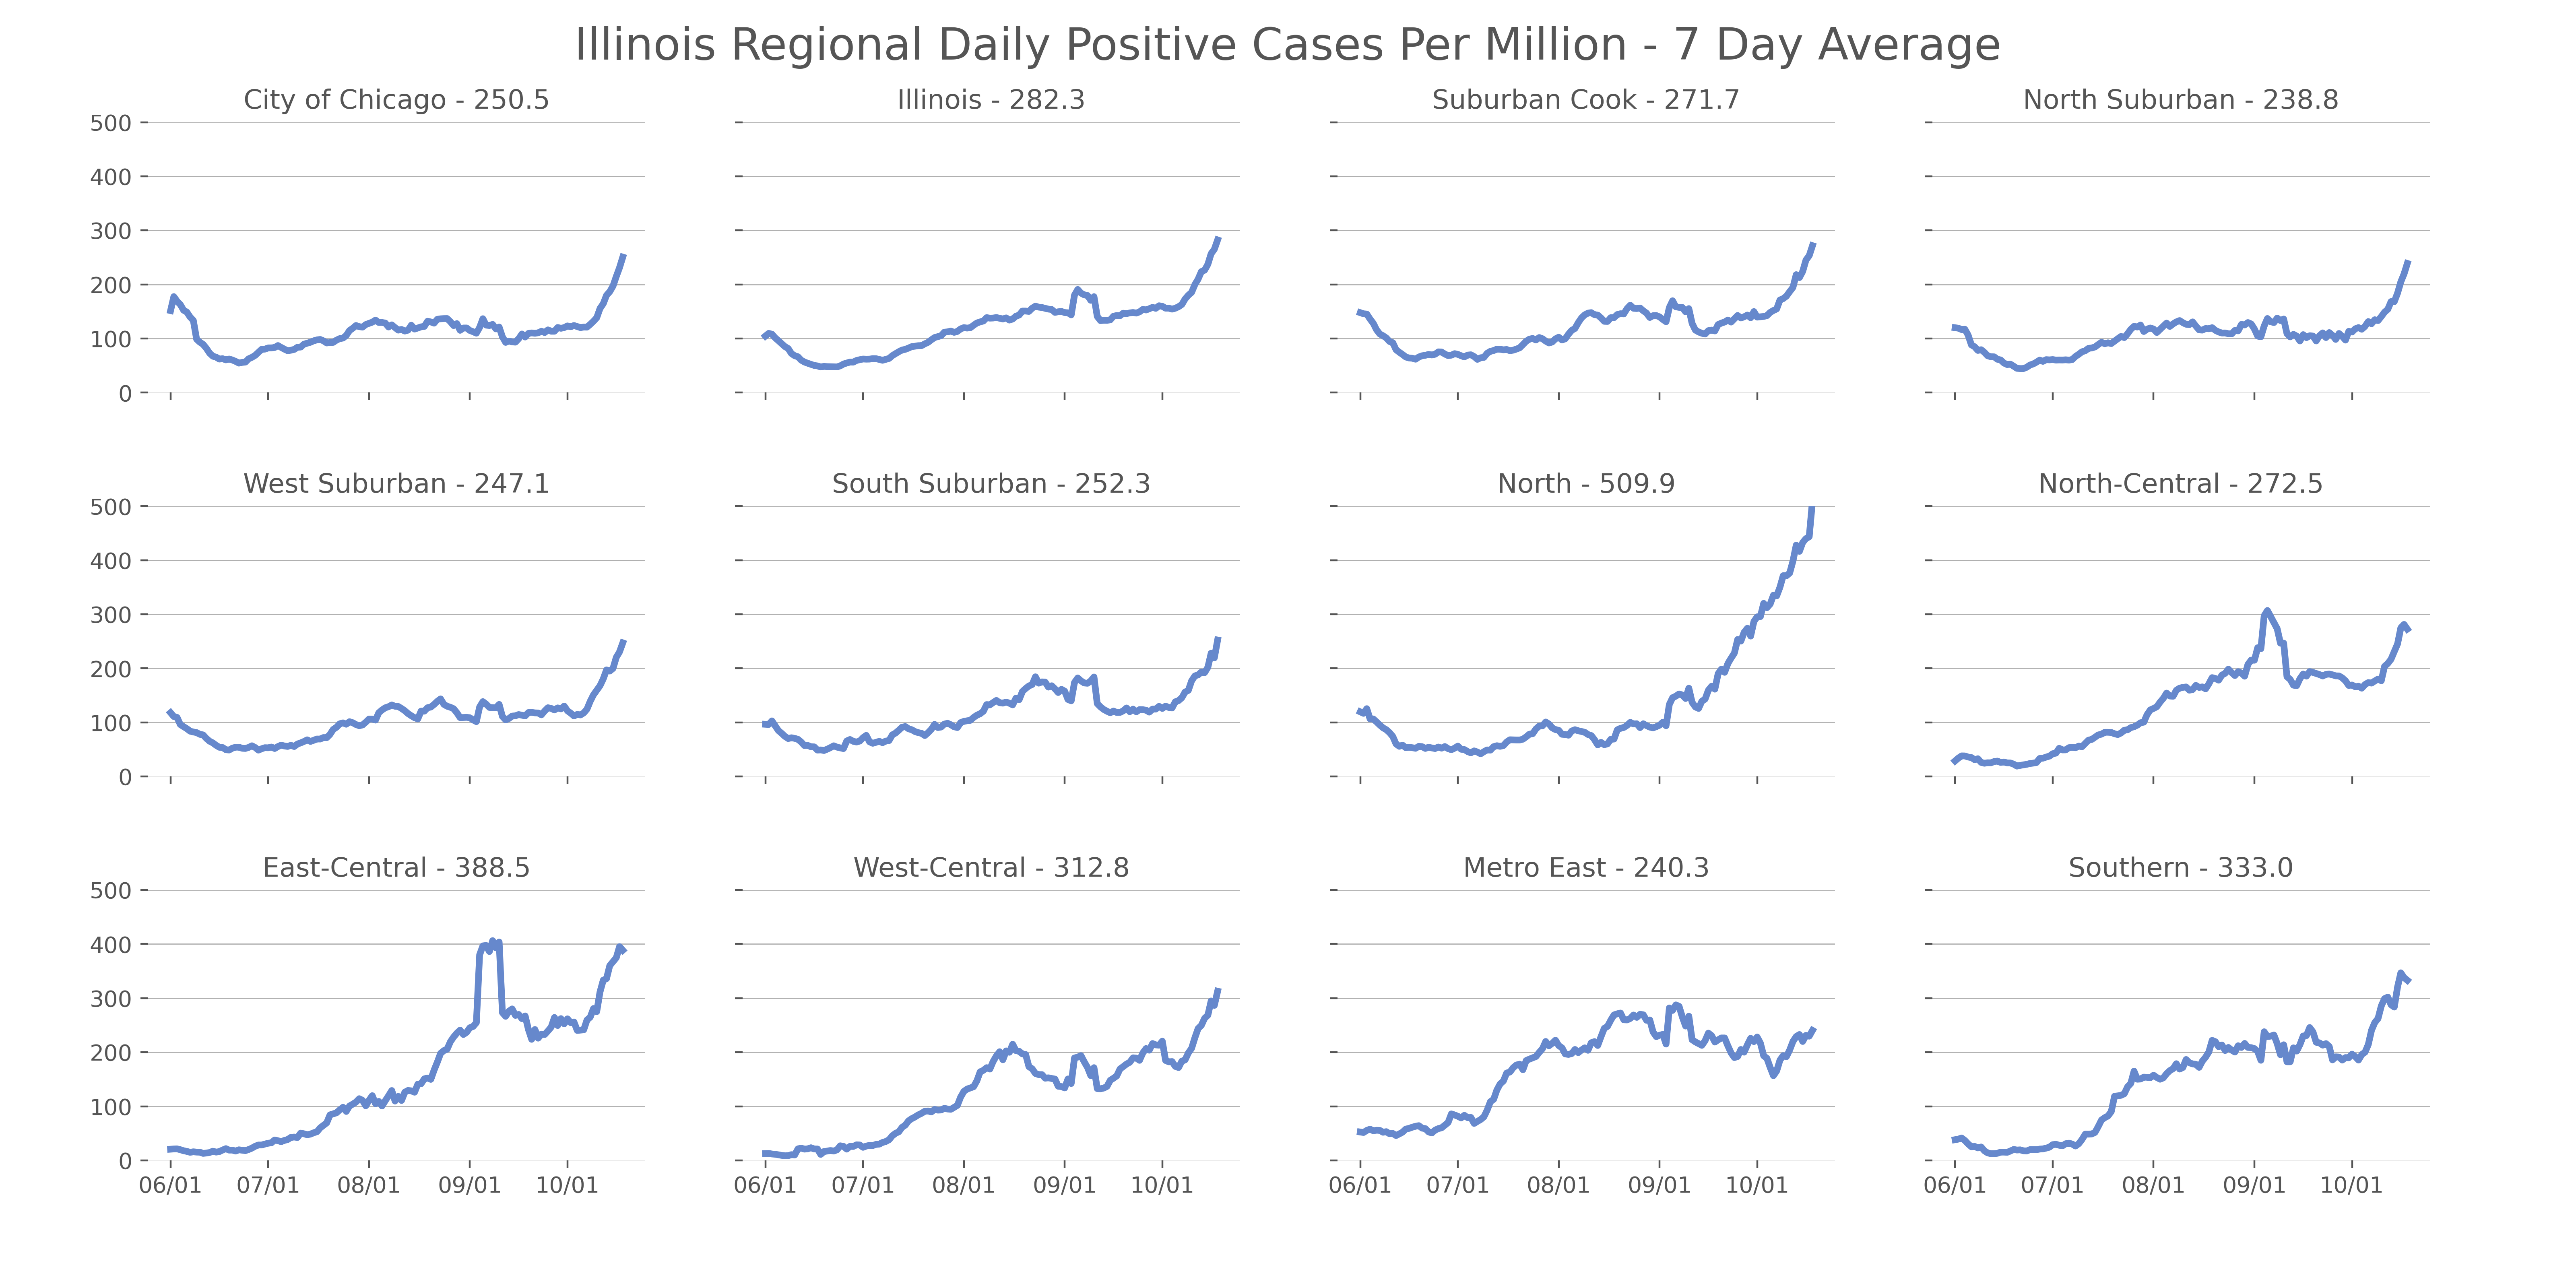 Illinois Regional Daily Positive Cases Per Million - 7 Day Average
City of Chicago - 250.5
Illinois - 282.3
Suburban Cook - 271.7
North Suburban - 238.8
500
400
300
200
100
0
West Suburban - 247.1
South Suburban - 252.3
North - 509.9
North-Central - 272.5
500
400
300
200
100
0
East-Central - 388.5
West-Central - 312.8
Metro East - 240.3
Southern - 333.0
500
400
300
200
100
0
06/01 07/01 08/01 09/01 10/01
06/01 07/01 08/01 09/01 10/01
06/01 07/01 08/01 09/01 10/01
06/01 07/01 08/01 09/01 10/01